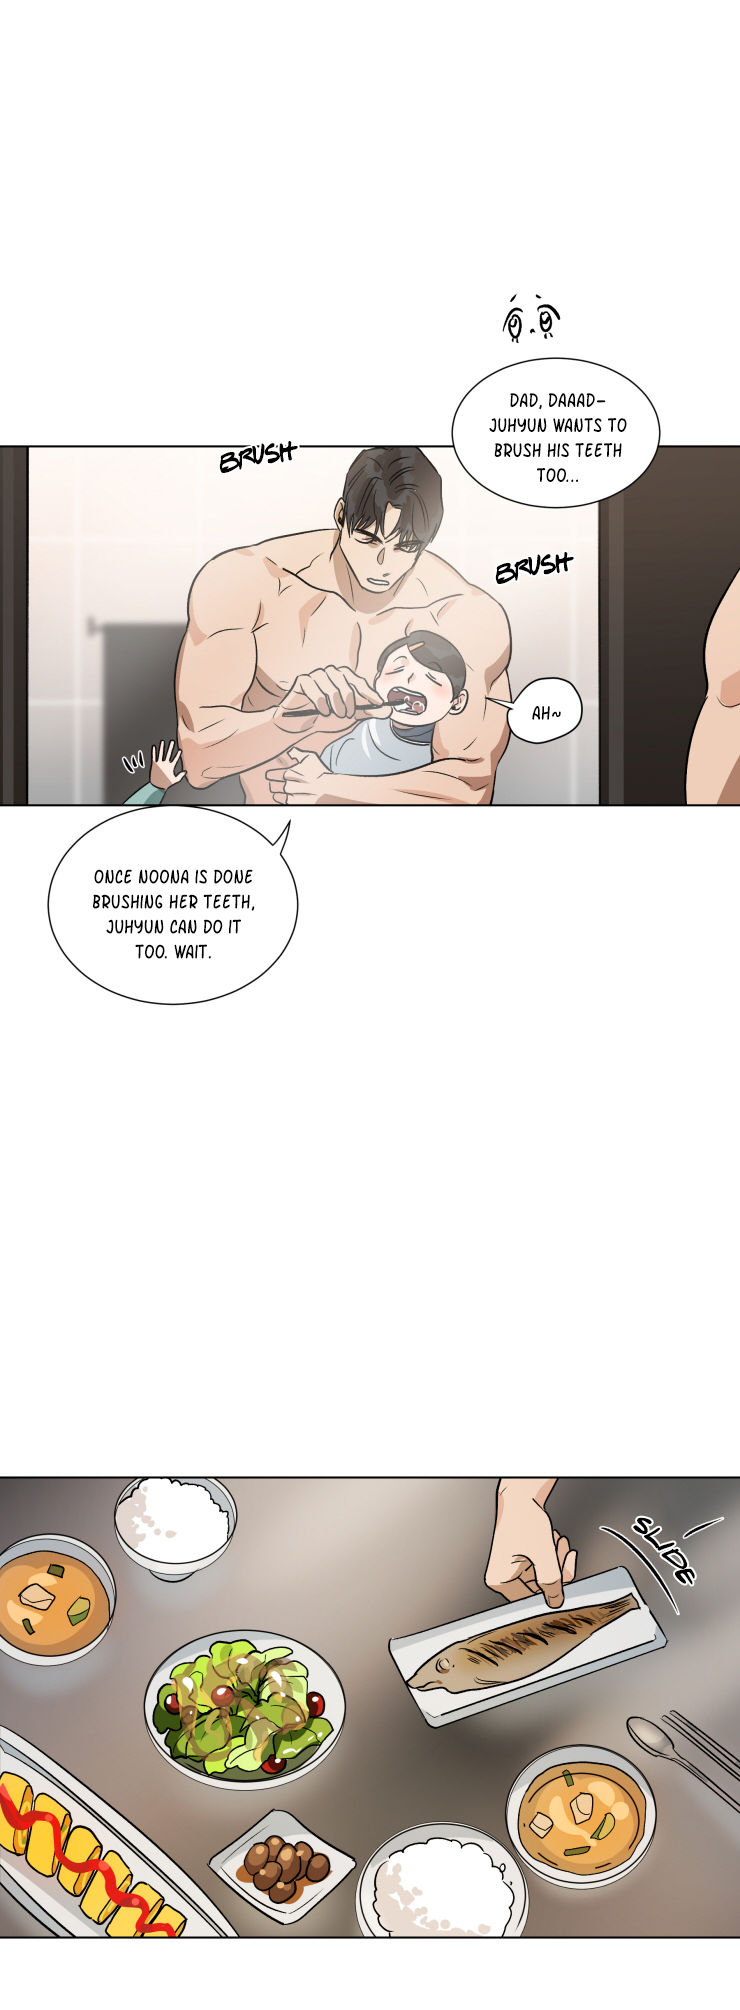 DAD, DAAAD-
JUHYUN WANTS TO
BRUSH HIS TEETH
TOO...
BRUSH
BRUSH
AH~
ONCE NOONA IS DONE
BRUSHING HER TEETH,
JUHYUN CAN DO IT
TOO. WAIT.
SLIDE